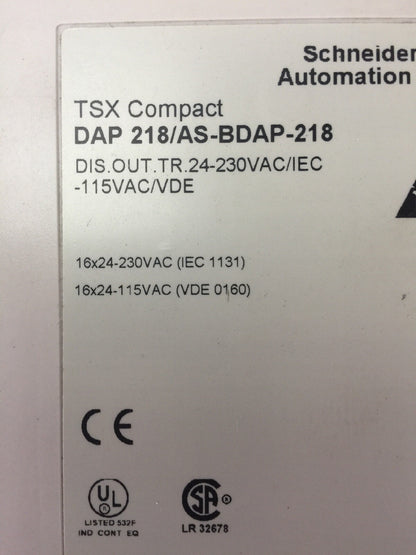 Schneider
Automation
TSX Compact
DAP 218/AS-BDAP-218
DIS.OUT.TR.24-230VAC/IEC
-115VAC/VDE
16x24-230VAC (IEC 1131)
16x24-115VAC (VDE 0160)
CE
UL
SA
®
LISTED 532F
IND CONT EQ
LR 32678